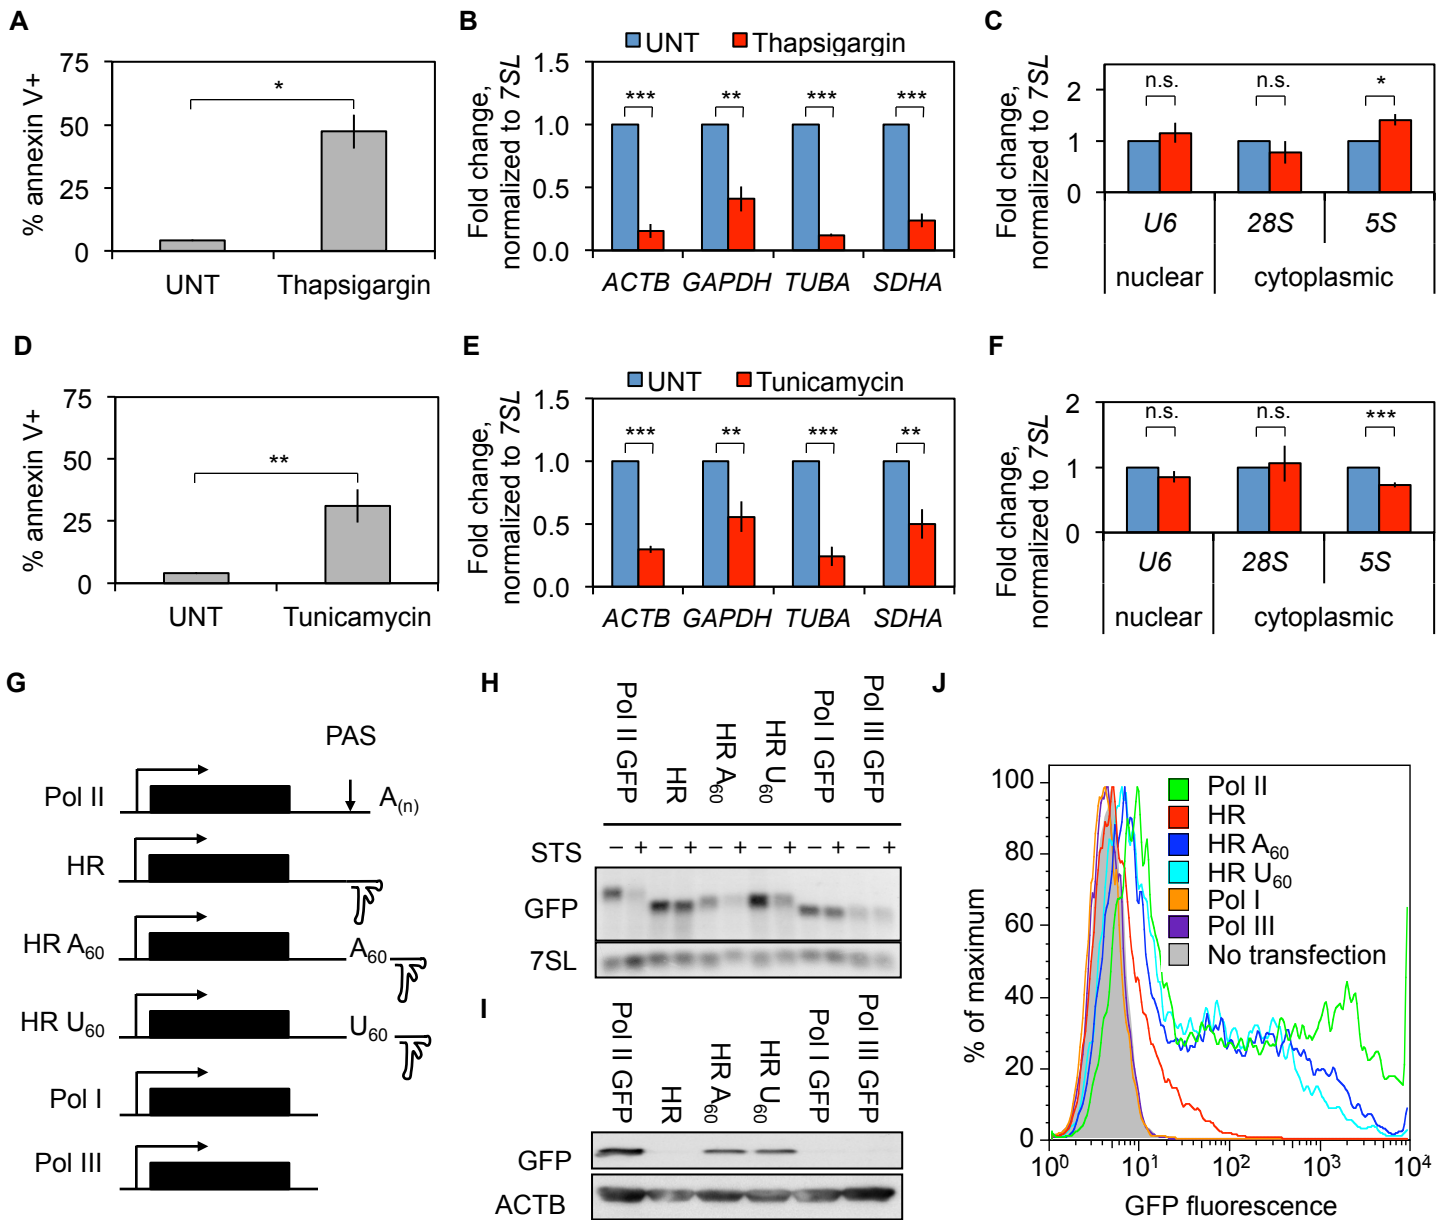 A
% annexin V+
75
50
25
0
*
UNT
Thapsigargin
B
UNT
Thapsigargin
Fold change,
normalized to 7SL
1.5
1.0
0.5
0.0
***
**
***
***
ACTB
GAPDH
TUBA
SDHA
C
Fold change,
normalized to 7SL
2
1
0
n.s.
n.s.
*
U6
28S
5S
nuclear
cytoplasmic
D
% annexin V+
75
50
25
0
**
UNT
Tunicamycin
E
UNT
Tunicamycin
Fold change,
normalized to 7SL
1.5
1.0
0.5
0.0
***
**
***
**
ACTB
GAPDH
TUBA
SDHA
F
Fold change,
normalized to 7SL
2
1
0
n.s.
n.s.
***
U6
28S
5S
nuclear
cytoplasmic
G
PAS
Pol II
A(n)
HR
HR A60
A60
HR U60
U60
Pol I
Pol III
H
Pol II GFP
HR
HR A60
HR U60
Pol I GFP
Pol III GFP
STS
– + – + – + – + – + – +
GFP
7SL
I
Pol II GFP
HR
HR A60
HR U60
Pol I GFP
Pol III GFP
GFP
ACTB
J
% of maximum
100
80
60
40
20
0
Pol II
HR
HR A60
HR U60
Pol I
Pol III
No transfection
10^0
10^1
10^2
10^3
10^4
GFP fluorescence